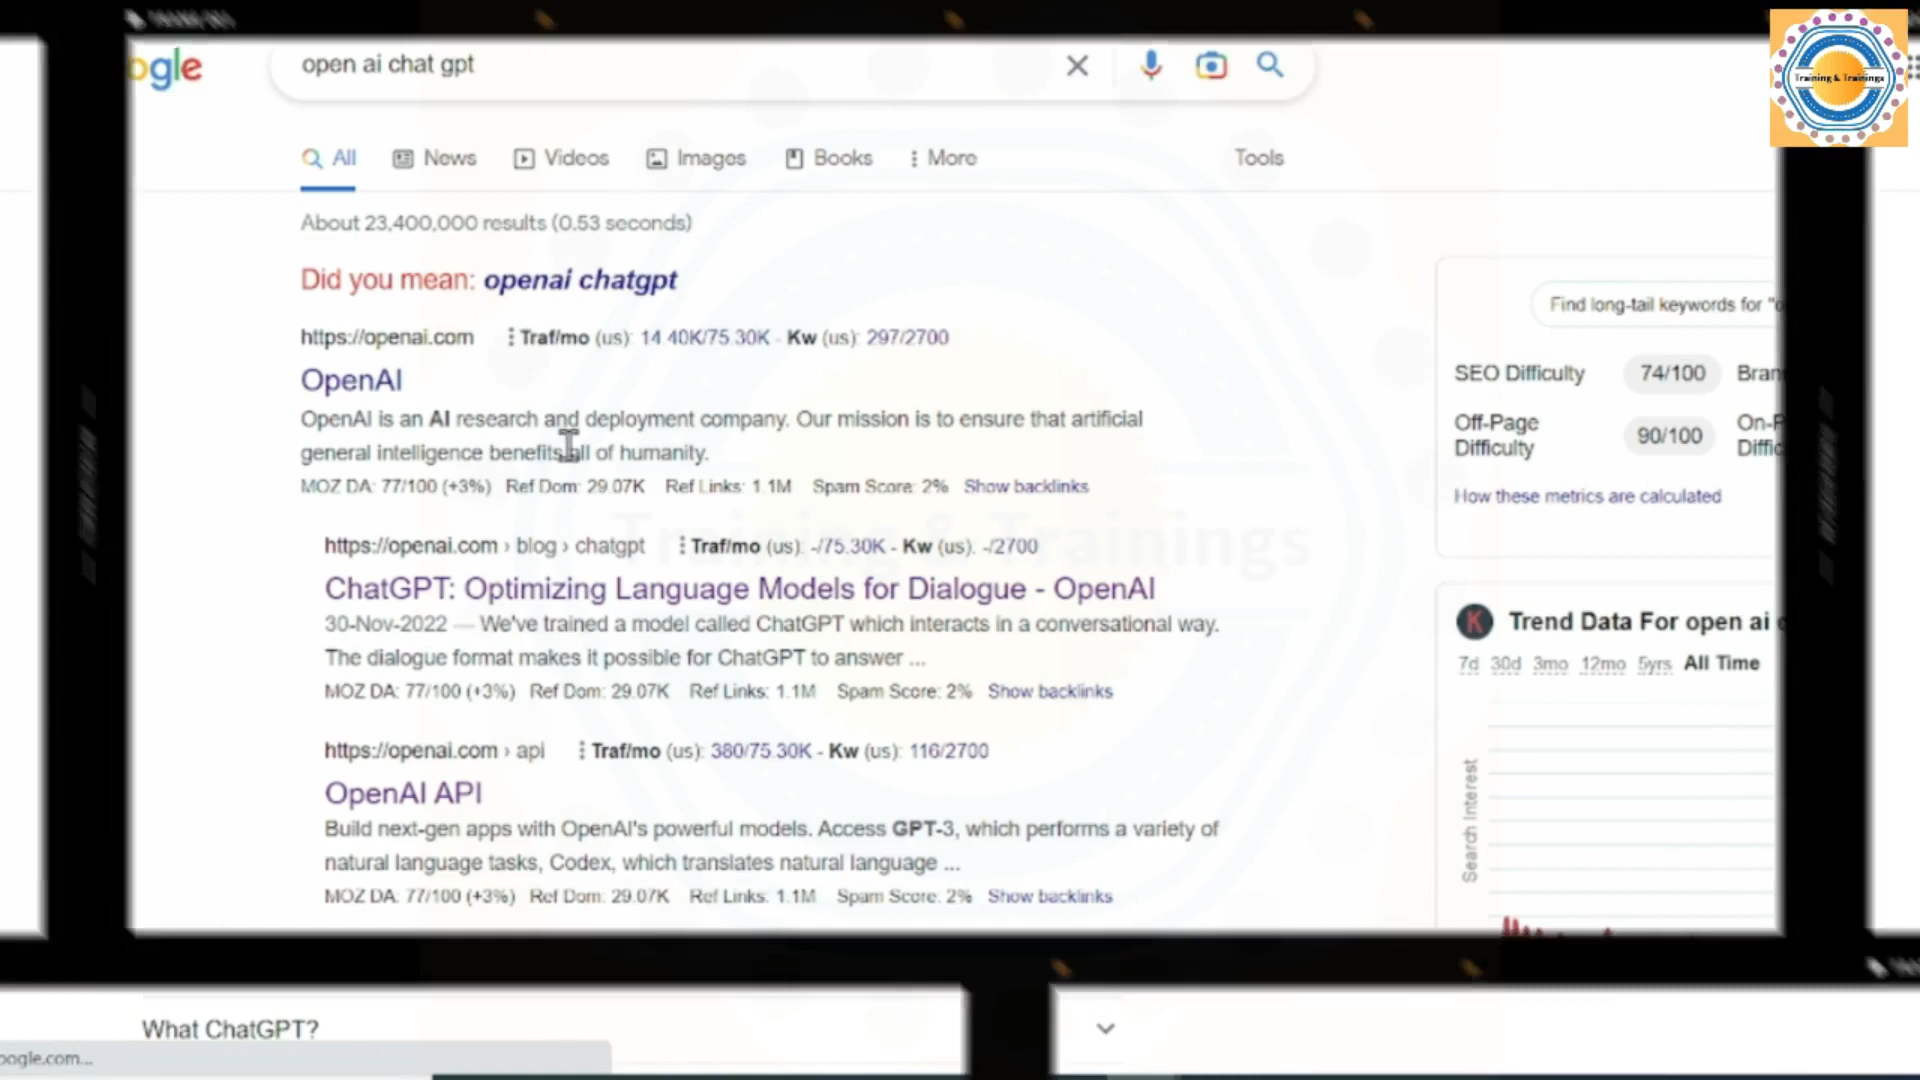 ogle
open ai chat gpt
Training & Trainings
All News Videos Images Books More Tools
About 23,400,000 results (0.53 seconds)
Did you mean: openai chatgpt
https://openai.com Traf/mo (us): 14.40K/75.30K - Kw (us): 297/2700
OpenAI
OpenAI is an AI research and deployment company. Our mission is to ensure that artificial
general intelligence benefits all of humanity.
MOZ DA: 77/100 (+3%) Ref Dom: 29.07K Ref Links: 1.1M Spam Score: 2% Show backlinks
Training & Trainings
https://openai.com › blog › chatgpt Traf/mo (us): -/75.30K - Kw (us): -/2700
ChatGPT: Optimizing Language Models for Dialogue - OpenAI
30-Nov-2022 — We've trained a model called ChatGPT which interacts in a conversational way.
The dialogue format makes it possible for ChatGPT to answer ...
MOZ DA: 77/100 (+3%) Ref Dom: 29.07K Ref Links: 1.1M Spam Score: 2% Show backlinks
https://openai.com › api Traf/mo (us): 380/75.30K - Kw (us): 116/2700
OpenAI API
Build next-gen apps with OpenAI's powerful models. Access GPT-3, which performs a variety of
natural language tasks, Codex, which translates natural language ...
MOZ DA: 77/100 (+3%) Ref Dom: 29.07K Ref Links: 1.1M Spam Score: 2% Show backlinks
Find long-tail keywords for "o
SEO Difficulty 74/100 Bran
Off-Page
Difficulty 90/100 On-P
Diffic
How these metrics are calculated
K Trend Data For open ai c
7d 30d 3mo 12mo 5yrs All Time
Search Interest
What ChatGPT?
oogle.com...